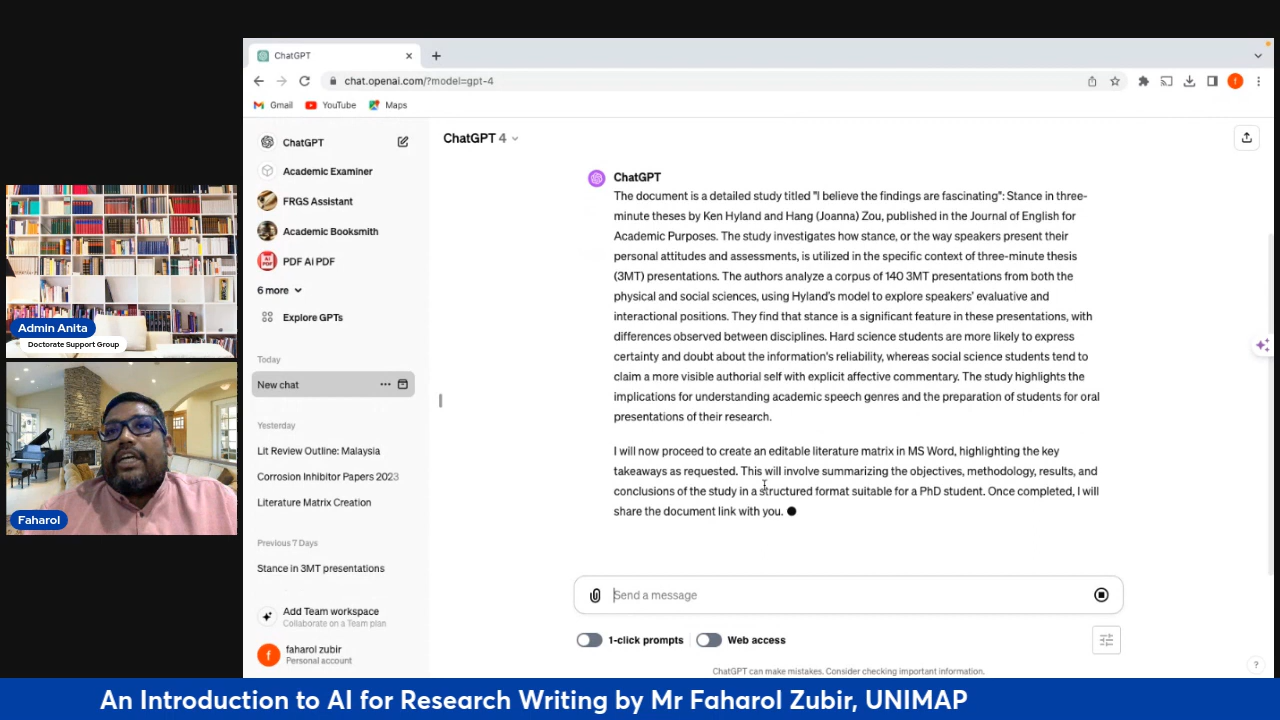 ChatGPT
chat.openai.com/?model=gpt-4
Gmail
YouTube
Maps
ChatGPT
Academic Examiner
FRGS Assistant
Academic Booksmith
PDF Ai PDF
6 more
Explore GPTs
Today
New chat
Yesterday
Lit Review Outline: Malaysia
Corrosion Inhibitor Papers 2023
Literature Matrix Creation
Previous 7 Days
Stance in 3MT presentations
Add Team workspace
Collaborate on a Team plan
f
faharol zubir
Personal account
ChatGPT 4
ChatGPT
The document is a detailed study titled "I believe the findings are fascinating": Stance in three-
minute theses by Ken Hyland and Hang (Joanna) Zou, published in the Journal of English for
Academic Purposes. The study investigates how stance, or the way speakers present their
personal attitudes and assessments, is utilized in the specific context of three-minute thesis
(3MT) presentations. The authors analyze a corpus of 140 3MT presentations from both the
physical and social sciences, using Hyland's model to explore speakers' evaluative and
interactional positions. They find that stance is a significant feature in these presentations, with
differences observed between disciplines. Hard science students are more likely to express
certainty and doubt about the information's reliability, whereas social science students tend to
claim a more visible authorial self with explicit affective commentary. The study highlights the
implications for understanding academic speech genres and the preparation of students for oral
presentations of their research.
I will now proceed to create an editable literature matrix in MS Word, highlighting the key
takeaways as requested. This will involve summarizing the objectives, methodology, results, and
conclusions of the study in a structured format suitable for a PhD student. Once completed, I will
share the document link with you.
Send a message
1-click prompts
Web access
ChatGPT can make mistakes. Consider checking important information.
?
Admin Anita
Doctorate Support Group
Faharol
An Introduction to AI for Research Writing by Mr Faharol Zubir, UNIMAP